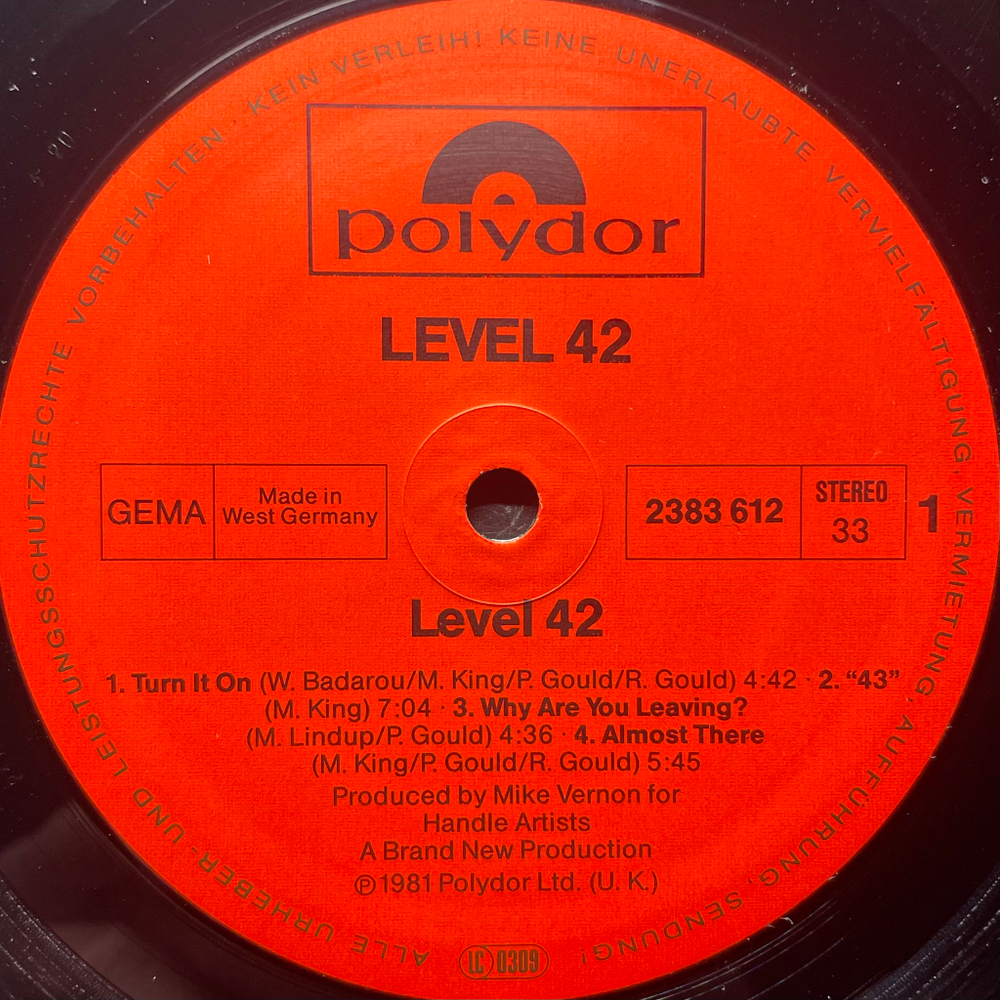 ALLE URHEBER- UND LEISTUNGSSCHUTZRECHTE VORBEHALTEN · KEIN VERLEIH! KEINE UNERLAUBTE VERVIELFÄLTIGUNG, VERMIETUNG, AUFFÜHRUNG, SENDUNG!
polydor
LEVEL 42
GEMA
Made in
West Germany
2383 612
STEREO
33
1
Level 42
1. Turn It On (W. Badarou/M. King/P. Gould/R. Gould) 4:42 · 2. “43”
(M. King) 7:04 · 3. Why Are You Leaving?
(M. Lindup/P. Gould) 4:36 · 4. Almost There
(M. King/P. Gould/R. Gould) 5:45
Produced by Mike Vernon for
Handle Artists
A Brand New Production
℗ 1981 Polydor Ltd. (U. K.)
LC 0309
20